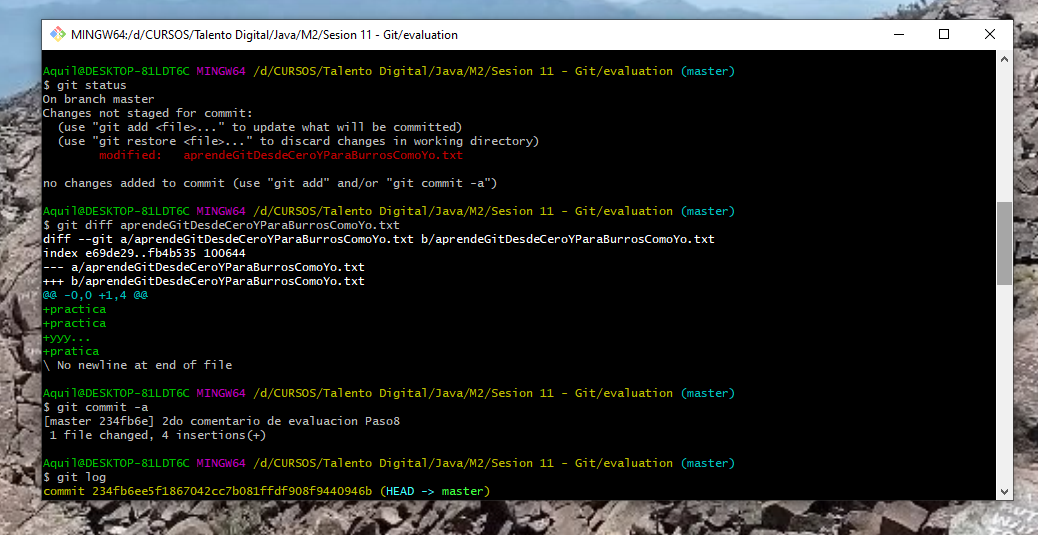 MINGW64:/d/CURSOS/Talento Digital/Java/M2/Sesion 11 - Git/evaluation
Aquil@DESKTOP-81LDT6C MINGW64 /d/CURSOS/Talento Digital/Java/M2/Sesion 11 - Git/evaluation (master)
$ git status
On branch master
Changes not staged for commit:
  (use "git add <file>..." to update what will be committed)
  (use "git restore <file>..." to discard changes in working directory)
        modified:   aprendeGitDesdeCeroYParaBurrosComoYo.txt
no changes added to commit (use "git add" and/or "git commit -a")
Aquil@DESKTOP-81LDT6C MINGW64 /d/CURSOS/Talento Digital/Java/M2/Sesion 11 - Git/evaluation (master)
$ git diff aprendeGitDesdeCeroYParaBurrosComoYo.txt
diff --git a/aprendeGitDesdeCeroYParaBurrosComoYo.txt b/aprendeGitDesdeCeroYParaBurrosComoYo.txt
index e69de29..fb4b535 100644
--- a/aprendeGitDesdeCeroYParaBurrosComoYo.txt
+++ b/aprendeGitDesdeCeroYParaBurrosComoYo.txt
@@ -0,0 +1,4 @@
+practica
+practica
+yyy...
+pratica
\ No newline at end of file
Aquil@DESKTOP-81LDT6C MINGW64 /d/CURSOS/Talento Digital/Java/M2/Sesion 11 - Git/evaluation (master)
$ git commit -a
[master 234fb6e] 2do comentario de evaluacion Paso8
 1 file changed, 4 insertions(+)
Aquil@DESKTOP-81LDT6C MINGW64 /d/CURSOS/Talento Digital/Java/M2/Sesion 11 - Git/evaluation (master)
$ git log
commit 234fb6ee5f1867042cc7b081ffdf908f9440946b (HEAD -> master)